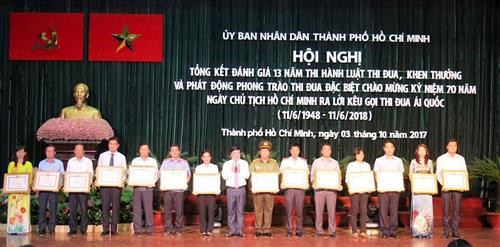 ỦY BAN NHÂN DÂN THÀNH PHỐ HỒ CHÍ MINH
HỘI NGHỊ
TỔNG KẾT ĐÁNH GIÁ 13 NĂM THI HÀNH LUẬT THI ĐUA, KHEN THƯỞNG
VÀ PHÁT ĐỘNG PHONG TRÀO THI ĐUA ĐẶC BIỆT CHÀO MỪNG KỶ NIỆM 70 NĂM
NGÀY CHỦ TỊCH HỒ CHÍ MINH RA LỜI KÊU GỌI THI ĐUA ÁI QUỐC
(11/6/1948 - 11/6/2018)
Thành phố Hồ Chí Minh, ngày 03 tháng 10 năm 2017